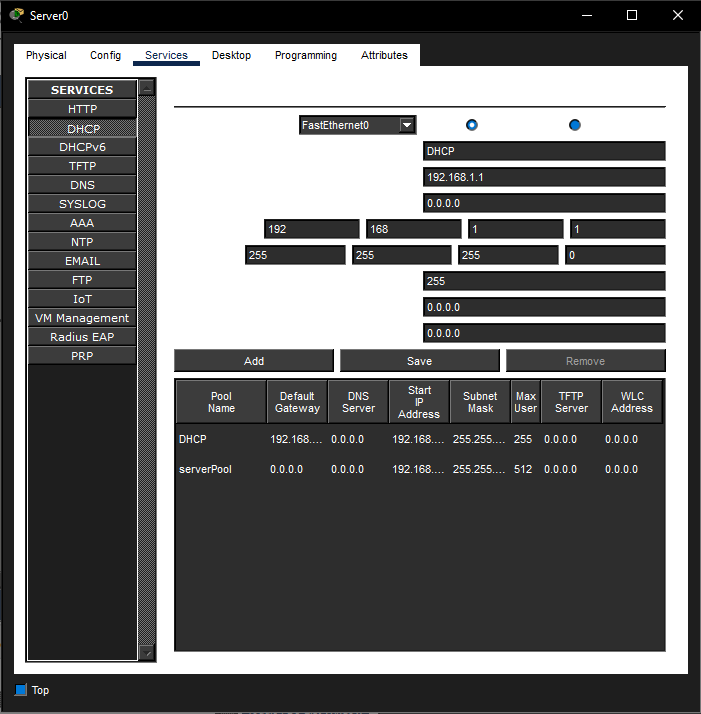 Server0
Physical Config Services Desktop Programming Attributes
SERVICES
HTTP
DHCP
DHCPv6
TFTP
DNS
SYSLOG
AAA
NTP
EMAIL
FTP
IoT
VM Management
Radius EAP
PRP
FastEthernet0
DHCP
192.168.1.1
0.0.0.0
192 168 1 1
255 255 255 0
255
0.0.0.0
0.0.0.0
Add Save Remove
Pool Name Default Gateway DNS Server Start IP Address Subnet Mask Max User TFTP Server WLC Address
DHCP 192.168.... 0.0.0.0 192.168.... 255.255.... 255 0.0.0.0 0.0.0.0
serverPool 0.0.0.0 0.0.0.0 192.168.... 255.255.... 512 0.0.0.0 0.0.0.0
Top